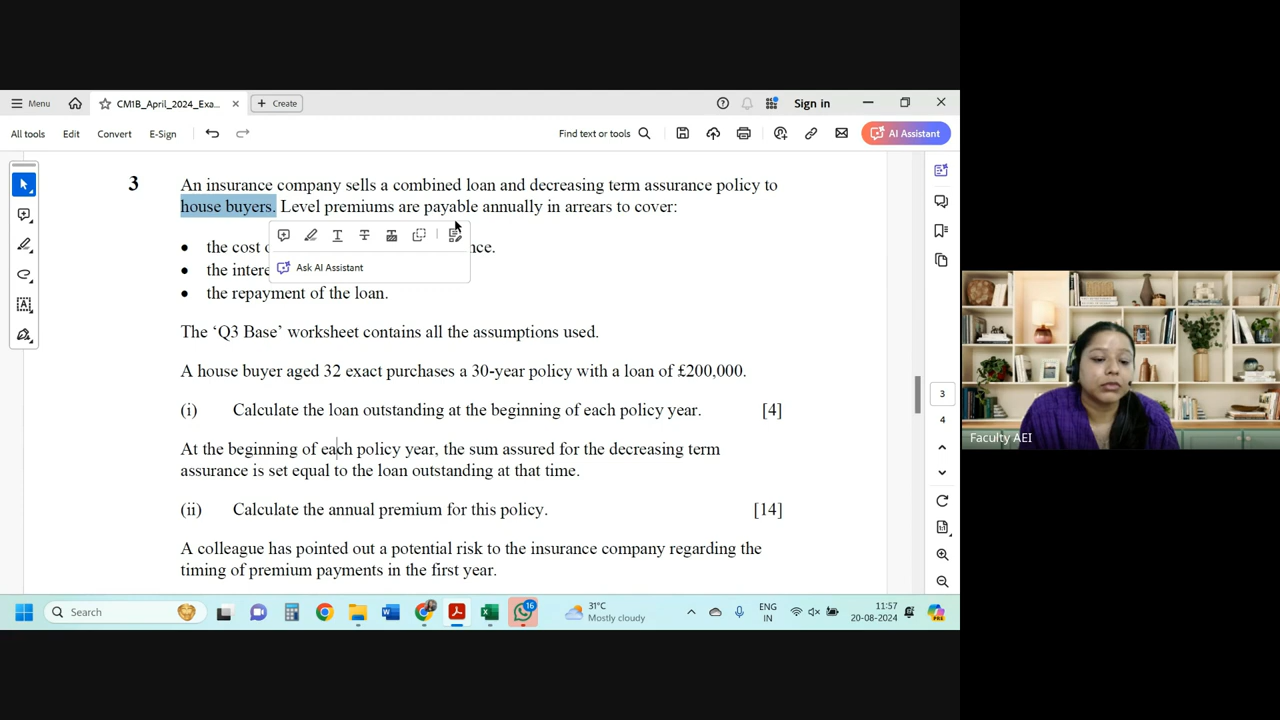 Menu
CM1B_April_2024_Exa...
Create
Sign in
All tools
Edit
Convert
E-Sign
Find text or tools
AI Assistant
3 An insurance company sells a combined loan and decreasing term assurance policy to
house buyers. Level premiums are payable annually in arrears to cover:
• the cost nce.
• the
Ask AI Assistant
• the repayment of the loan.
The ‘Q3 Base’ worksheet contains all the assumptions used.
A house buyer aged 32 exact purchases a 30-year policy with a loan of £200,000.
(i) Calculate the loan outstanding at the beginning of each policy year. [4]
At the beginning of each policy year, the sum assured for the decreasing term
assurance is set equal to the loan outstanding at that time.
(ii) Calculate the annual premium for this policy. [14]
A colleague has pointed out a potential risk to the insurance company regarding the
timing of premium payments in the first year.
3
4
1:1
Faculty AEI
Search
16
31°C
Mostly cloudy
ENG
IN
11:57
20-08-2024
PRE